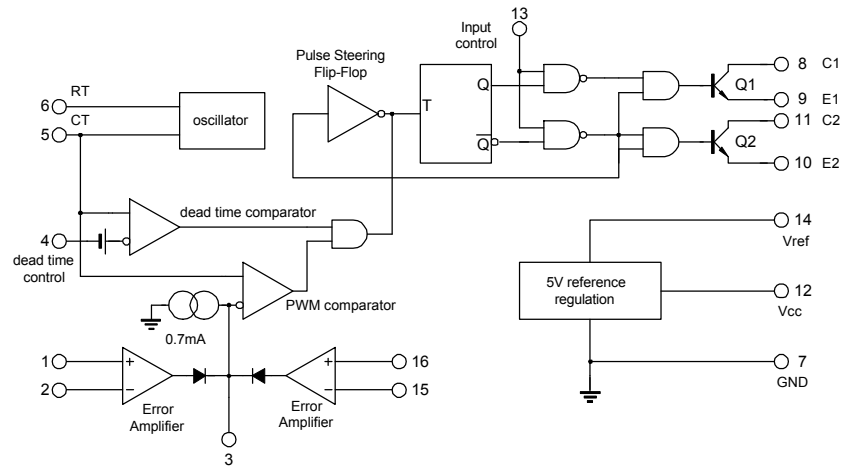 13
Input
control
Pulse Steering
Flip-Flop
8 C1
Q
Q1
RT
6
oscillator
T
9 E1
CT
5
11 C2
Q
Q2
10 E2
dead time comparator
14
Vref
4
dead time
control
5V reference
regulation
12
Vcc
PWM comparator
0.7mA
1
+
+
16
7
GND
2
−
−
15
Error
Amplifier
Error
Amplifier
3